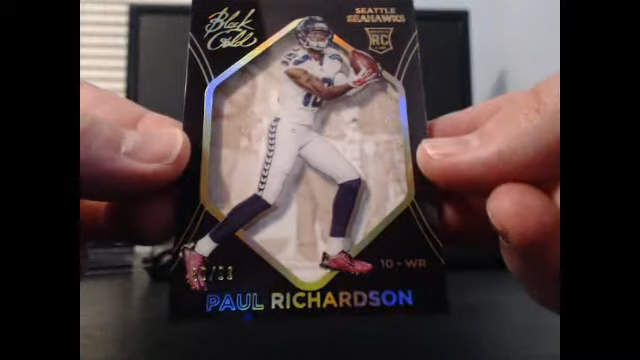 Black
Gold
SEATTLE
SEAHAWKS
RC
10 - WR
PAUL RICHARDSON